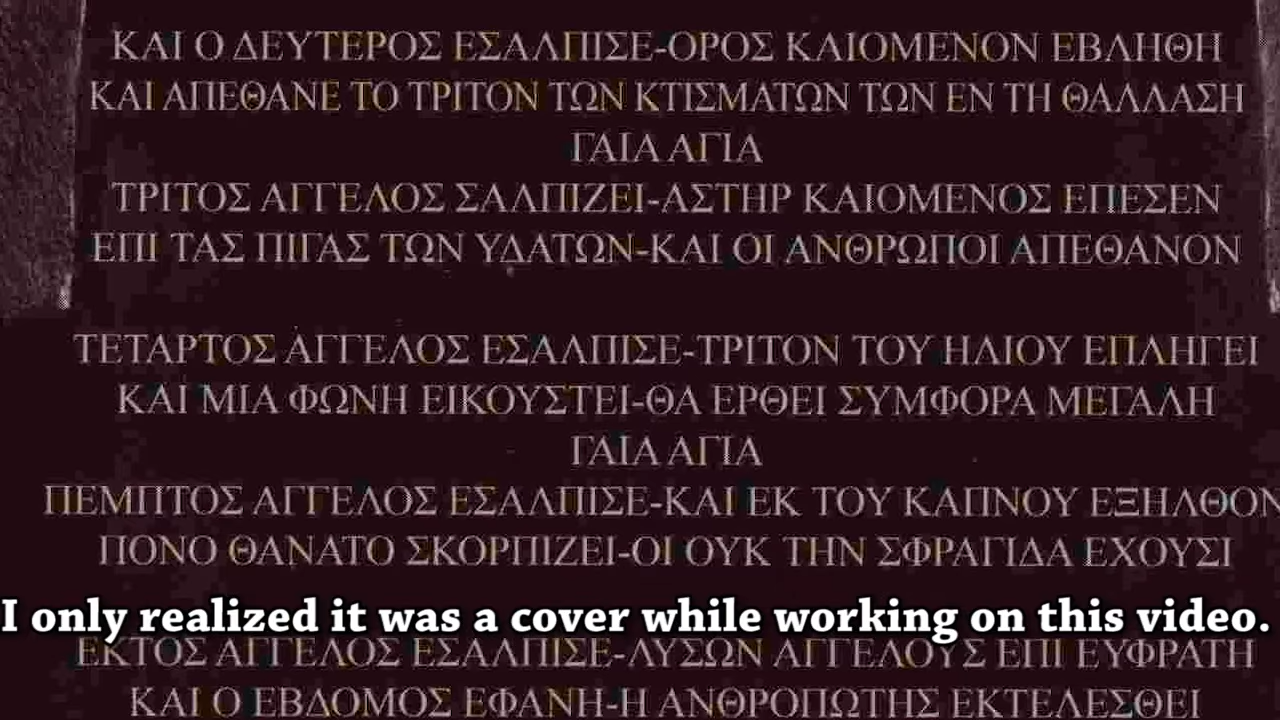 ΚΑΙ Ο ΔΕΥΤΕΡΟΣ ΕΣΑΛΠΙΣΕ-ΟΡΟΣ ΚΑΙΟΜΕΝΟΝ ΕΒΛΗΘΗ
ΚΑΙ ΑΠΕΘΑΝΕ ΤΟ ΤΡΙΤΟΝ ΤΩΝ ΚΤΙΣΜΑΤΩΝ ΤΩΝ ΕΝ ΤΗ ΘΑΛΛΑΣΗ
ΓΑΙΑ ΑΓΙΑ
ΤΡΙΤΟΣ ΑΓΓΕΛΟΣ ΣΑΛΠΙΖΕΙ-ΑΣΤΗΡ ΚΑΙΟΜΕΝΟΣ ΕΠΕΣΕΝ
ΕΠΙ ΤΑΣ ΠΙΓΑΣ ΤΩΝ ΥΔΑΤΩΝ-ΚΑΙ ΟΙ ΑΝΘΡΩΠΟΙ ΑΠΕΘΑΝΟΝ
ΤΕΤΑΡΤΟΣ ΑΓΓΕΛΟΣ ΕΣΑΛΠΙΣΕ-ΤΡΙΤΟΝ ΤΟΥ ΗΛΙΟΥ ΕΠΛΗΓΕΙ
ΚΑΙ ΜΙΑ ΦΩΝΗ ΕΙΚΟΥΣΤΕΙ-ΘΑ ΕΡΘΕΙ ΣΥΜΦΟΡΑ ΜΕΓΑΛΗ
ΓΑΙΑ ΑΓΙΑ
ΠΕΜΠΤΟΣ ΑΓΓΕΛΟΣ ΕΣΑΛΠΙΣΕ-ΚΑΙ ΕΚ ΤΟΥ ΚΑΠΝΟΥ ΕΞΗΛΘΟΝ
ΠΟΝΟ ΘΑΝΑΤΟ ΣΚΟΡΠΙΖΕΙ-ΟΙ ΟΥΚ ΤΗΝ ΣΦΡΑΓΙΔΑ ΕΧΟΥΣΙ
I only realized it was a cover while working on this video.
ΕΚΤΟΣ ΑΓΓΕΛΟΣ ΕΣΑΛΠΙΣΕ-ΛΥΣΩΝ ΑΓΓΕΛΟΥΣ ΕΠΙ ΕΥΦΡΑΤΗ
ΚΑΙ Ο ΕΒΔΟΜΟΣ ΕΦΑΝΗ-Η ΑΝΘΡΟΠΩΤΗΣ ΕΚΤΕΛΕΣΘΕΙ